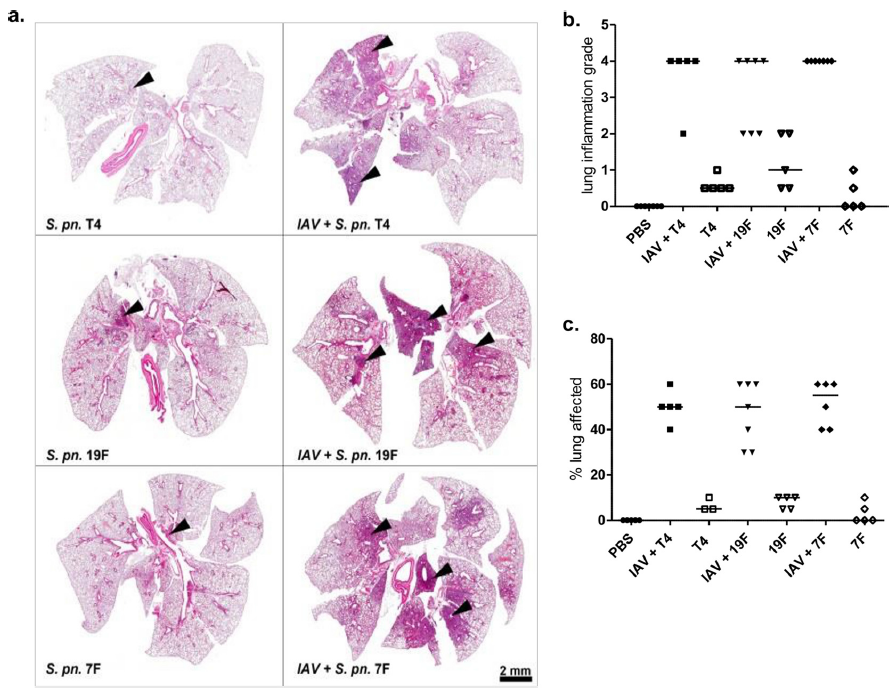 a.
S. pn. T4
IAV + S. pn. T4
S. pn. 19F
IAV + S. pn. 19F
S. pn. 7F
IAV + S. pn. 7F
2 mm
b.
lung inflammation grade
5
4
3
2
1
0
PBS
IAV + T4
T4
IAV + 19F
19F
IAV + 7F
7F
c.
% lung affected
80
60
40
20
0
PBS
IAV + T4
T4
IAV + 19F
19F
IAV + 7F
7F